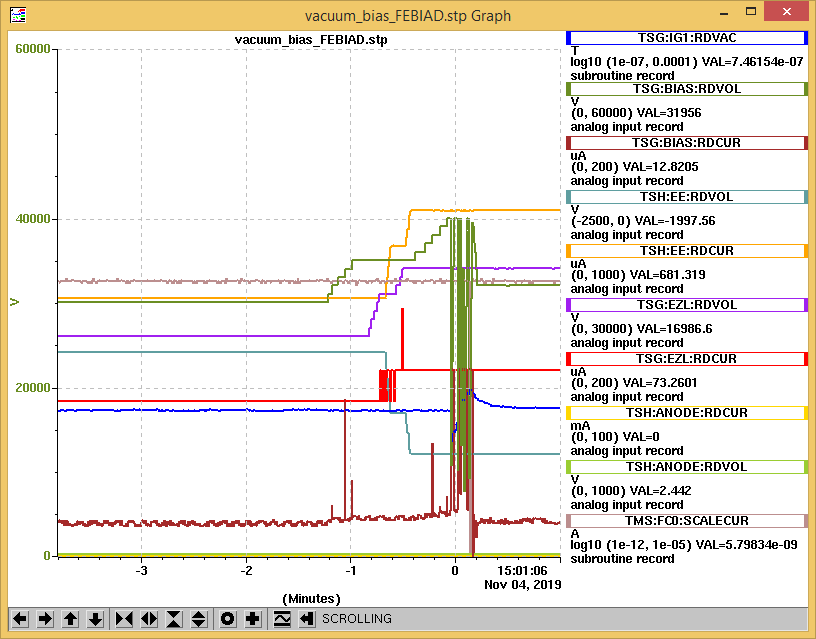 vacuum_bias_FEBIAD.stp Graph
vacuum_bias_FEBIAD.stp
60000
40000
V
20000
0
-3
-2
-1
0
15:01:06
Nov 04, 2019
(Minutes)
TSG:IG1:RDVAC
T
log10 (1e-07, 0.0001) VAL=7.46154e-07
subroutine record
TSG:BIAS:RDVOL
V
(0, 60000) VAL=31956
analog input record
TSG:BIAS:RDCUR
uA
(0, 200) VAL=12.8205
analog input record
TSH:EE:RDVOL
V
(-2500, 0) VAL=-1997.56
analog input record
TSH:EE:RDCUR
uA
(0, 1000) VAL=681.319
analog input record
TSG:EZL:RDVOL
V
(0, 30000) VAL=16986.6
analog input record
TSG:EZL:RDCUR
uA
(0, 200) VAL=73.2601
analog input record
TSH:ANODE:RDCUR
mA
(0, 100) VAL=0
analog input record
TSH:ANODE:RDVOL
V
(0, 1000) VAL=2.442
analog input record
TMS:FC0:SCALECUR
A
log10 (1e-12, 1e-05) VAL=5.79834e-09
subroutine record
SCROLLING